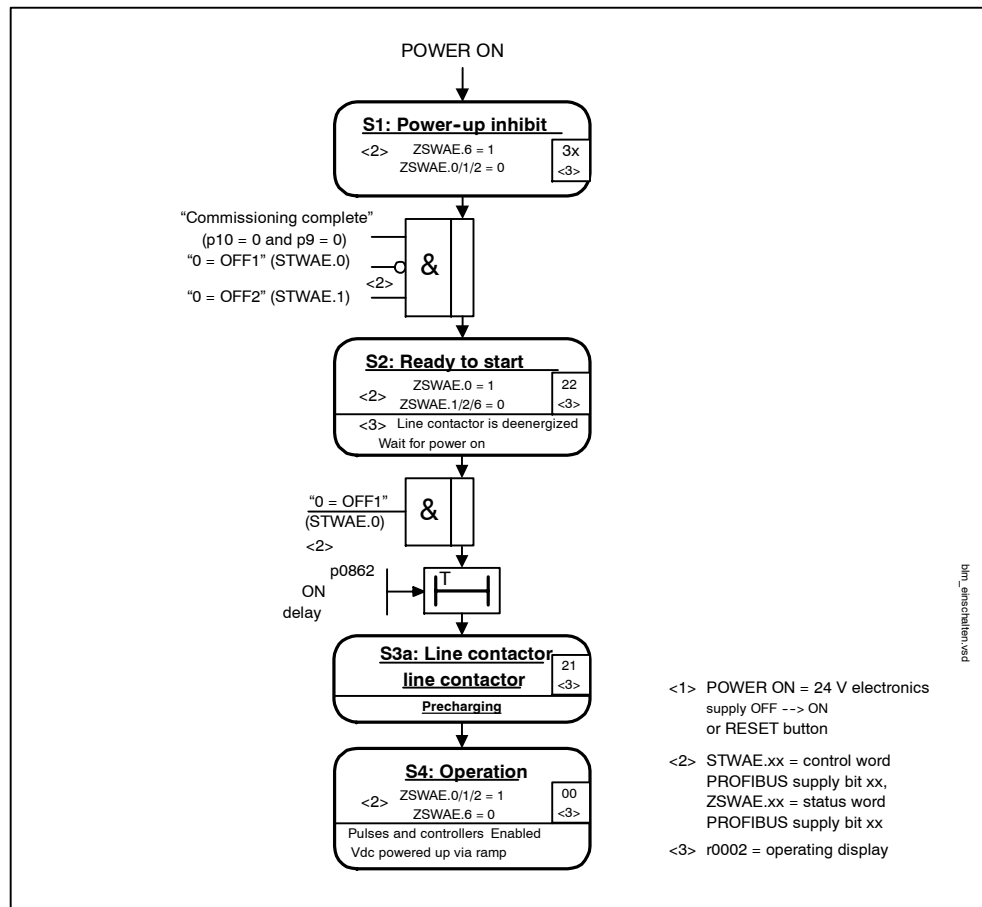 POWER ON
S1: Power-up inhibit
<2> ZSWAE.6 = 1
ZSWAE.0/1/2 = 0
3x
<3>
“Commissioning complete”
(p10 = 0 and p9 = 0)
“0 = OFF1” (STWAE.0)
<2>
“0 = OFF2” (STWAE.1)
&
S2: Ready to start
<2> ZSWAE.0 = 1
ZSWAE.1/2/6 = 0
22
<3>
<3> Line contactor is deenergized
Wait for power on
“0 = OFF1”
(STWAE.0)
<2>
&
p0862
ON
delay
T
S3a: Line contactor
line contactor
21
<3>
Precharging
S4: Operation
<2> ZSWAE.0/1/2 = 1
ZSWAE.6 = 0
00
<3>
Pulses and controllers Enabled
Vdc powered up via ramp
blm_einschalten.vsd
<1> POWER ON = 24 V electronics
supply OFF --> ON
or RESET button
<2> STWAE.xx = control word
PROFIBUS supply bit xx,
ZSWAE.xx = status word
PROFIBUS supply bit xx
<3> r0002 = operating display